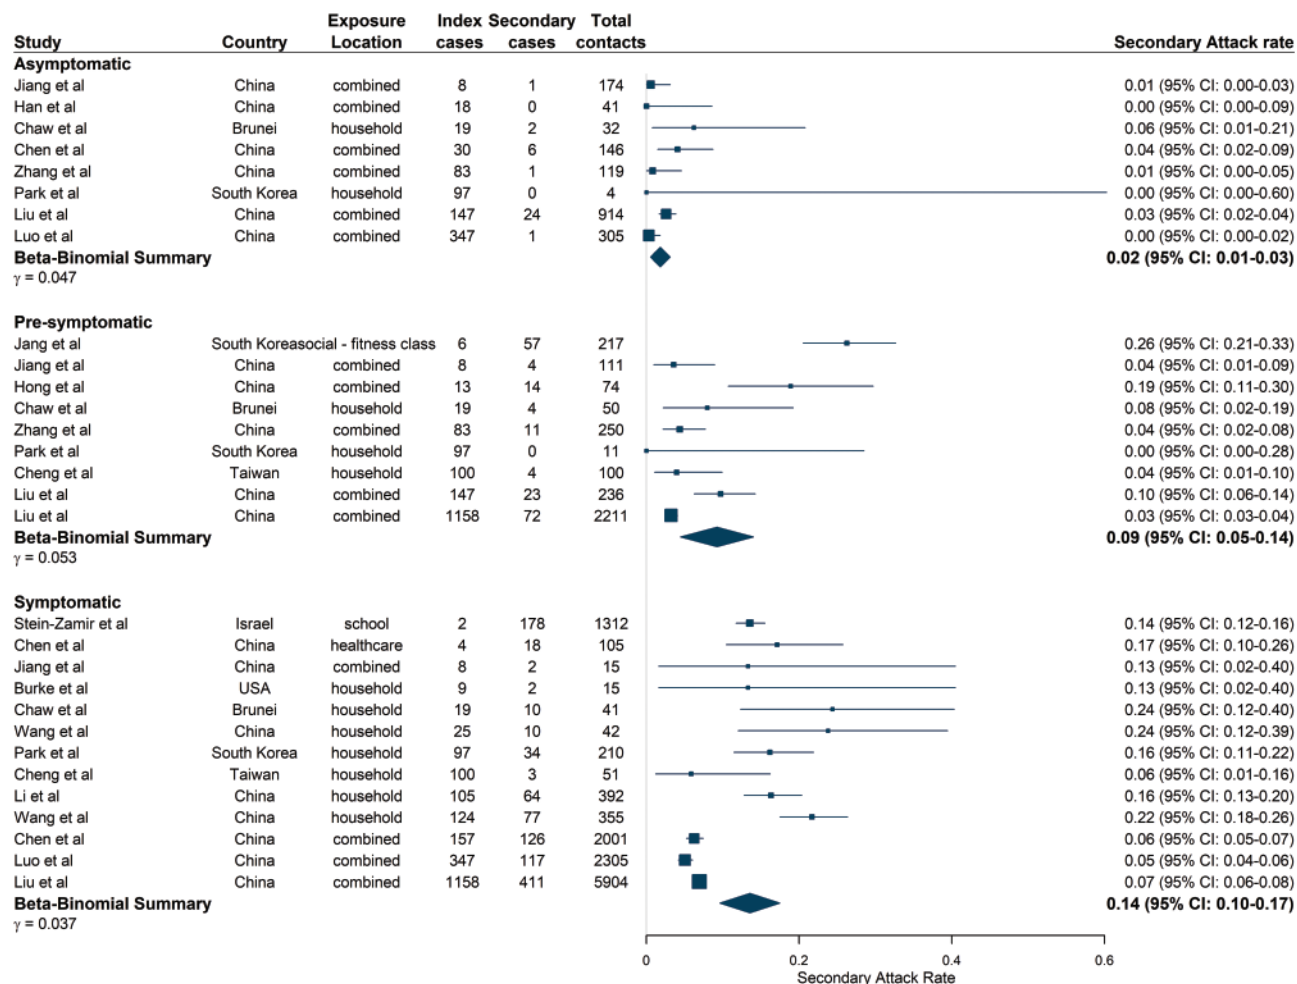 Exposure Index Secondary Total
Study Country Location cases cases contacts Secondary Attack rate
Asymptomatic
Jiang et al China combined 8 1 174 0.01 (95% CI: 0.00-0.03)
Han et al China combined 18 0 41 0.00 (95% CI: 0.00-0.09)
Chaw et al Brunei household 19 2 32 0.06 (95% CI: 0.01-0.21)
Chen et al China combined 30 6 146 0.04 (95% CI: 0.02-0.09)
Zhang et al China combined 83 1 119 0.01 (95% CI: 0.00-0.05)
Park et al South Korea household 97 0 4 0.00 (95% CI: 0.00-0.60)
Liu et al China combined 147 24 914 0.03 (95% CI: 0.02-0.04)
Luo et al China combined 347 1 305 0.00 (95% CI: 0.00-0.02)
Beta-Binomial Summary 0.02 (95% CI: 0.01-0.03)
γ = 0.047
Pre-symptomatic
Jang et al South Koreasocial - fitness class 6 57 217 0.26 (95% CI: 0.21-0.33)
Jiang et al China combined 8 4 111 0.04 (95% CI: 0.01-0.09)
Hong et al China combined 13 14 74 0.19 (95% CI: 0.11-0.30)
Chaw et al Brunei household 19 4 50 0.08 (95% CI: 0.02-0.19)
Zhang et al China combined 83 11 250 0.04 (95% CI: 0.02-0.08)
Park et al South Korea household 97 0 11 0.00 (95% CI: 0.00-0.28)
Cheng et al Taiwan household 100 4 100 0.04 (95% CI: 0.01-0.10)
Liu et al China combined 147 23 236 0.10 (95% CI: 0.06-0.14)
Liu et al China combined 1158 72 2211 0.03 (95% CI: 0.03-0.04)
Beta-Binomial Summary 0.09 (95% CI: 0.05-0.14)
γ = 0.053
Symptomatic
Stein-Zamir et al Israel school 2 178 1312 0.14 (95% CI: 0.12-0.16)
Chen et al China healthcare 4 18 105 0.17 (95% CI: 0.10-0.26)
Jiang et al China combined 8 2 15 0.13 (95% CI: 0.02-0.40)
Burke et al USA household 9 2 15 0.13 (95% CI: 0.02-0.40)
Chaw et al Brunei household 19 10 41 0.24 (95% CI: 0.12-0.40)
Wang et al China household 25 10 42 0.24 (95% CI: 0.12-0.39)
Park et al South Korea household 97 34 210 0.16 (95% CI: 0.11-0.22)
Cheng et al Taiwan household 100 3 51 0.06 (95% CI: 0.01-0.16)
Li et al China household 105 64 392 0.16 (95% CI: 0.13-0.20)
Wang et al China household 124 77 355 0.22 (95% CI: 0.18-0.26)
Chen et al China combined 157 126 2001 0.06 (95% CI: 0.05-0.07)
Luo et al China combined 347 117 2305 0.05 (95% CI: 0.04-0.06)
Liu et al China combined 1158 411 5904 0.07 (95% CI: 0.06-0.08)
Beta-Binomial Summary 0.14 (95% CI: 0.10-0.17)
γ = 0.037
0 0.2 0.4 0.6
Secondary Attack Rate